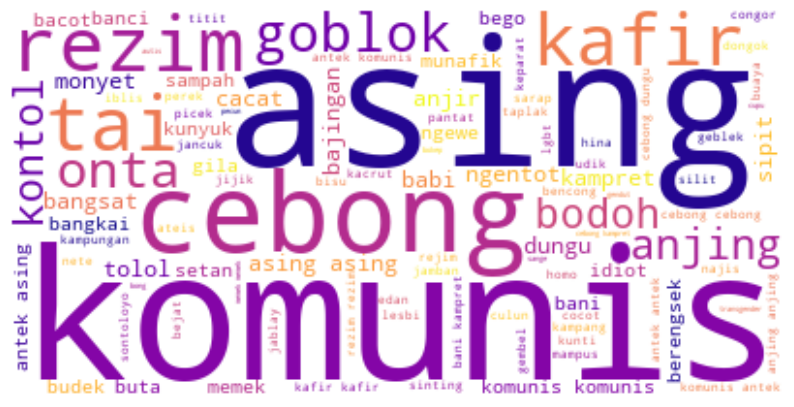 bacot
banci
titit
bego
congor
rezim
goblok
kafir
antek komunis
munafik
keparat
dongok
autis
monyet
sampah
asing
buaya
iblis
perek
cacat
bajingan
anjir
sarap
cebong dungu
kontol
tai
picek
pantat
taplak
kunyuk
jancuk
ngewe
lgbt
hina
geblek
sipit
onta
gila
jijik
kacrut
bisu
babi
ngentot
udik
kampret
silit
bangsat
cebong
bencong
bodoh
cebong cebong
bangkai
ateis
kampungan
dungu
anjing
antek asing
nete
tolol
setan
asing asing
rejim
jamban
homo
idiot
najis
komunis
sontoloyo
bejat
jablay
rezim rezim
edan
lesbi
bani kampret
culun
gembel
bani
cocot
kampang
kunti
mampus
antek antek
berengsek
transgender
anjing anjing
budek
buta
memek
kafir kafir
sinting
komunis komunis
komunis antek